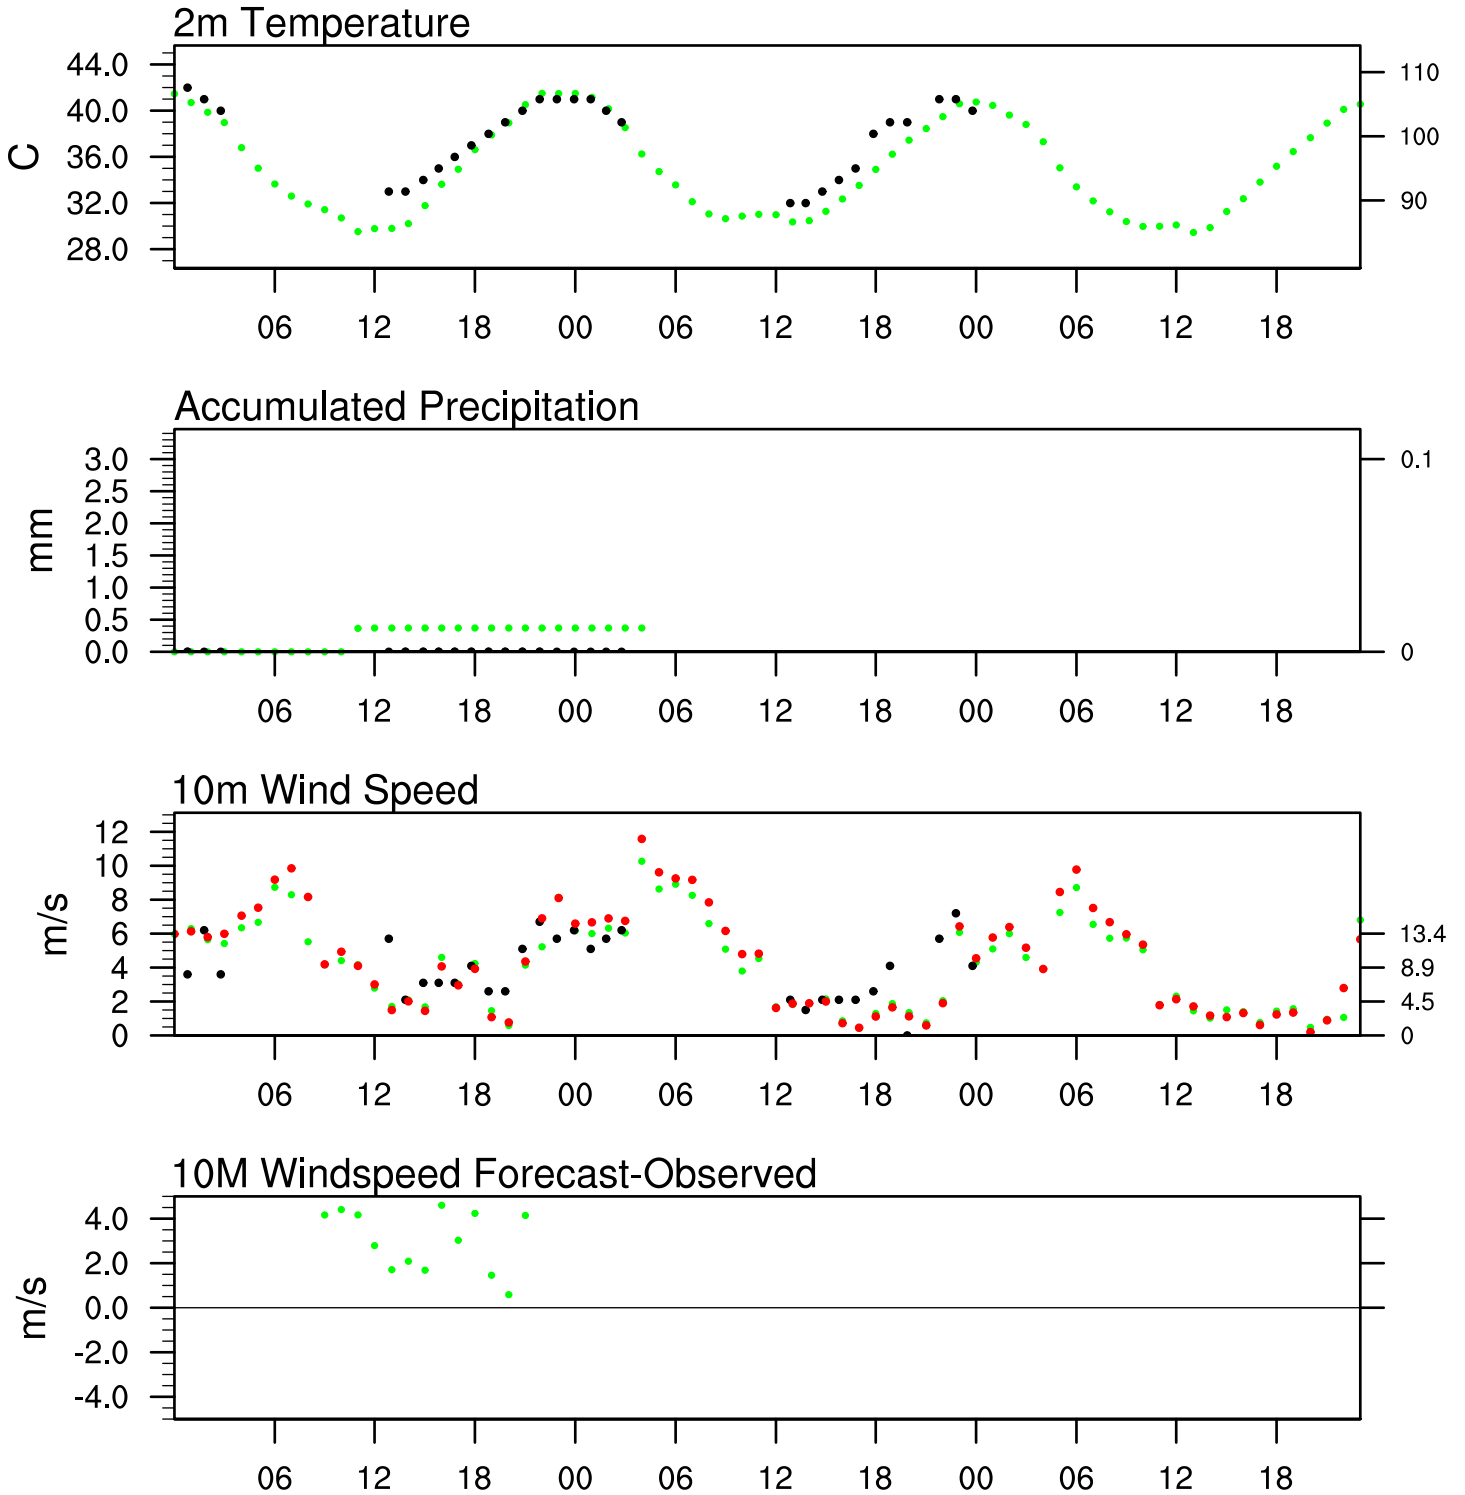 2m Temperature
44.0
40.0
36.0
32.0
28.0
C
110
100
90
06 12 18 00 06 12 18 00 06 12 18
Accumulated Precipitation
3.0
2.5
2.0
1.5
1.0
0.5
0.0
mm
0.1
0
06 12 18 00 06 12 18 00 06 12 18
10m Wind Speed
12
10
8
6
4
2
0
m/s
13.4
8.9
4.5
0
06 12 18 00 06 12 18 00 06 12 18
10M Windspeed Forecast-Observed
4.0
2.0
0.0
-2.0
-4.0
m/s
06 12 18 00 06 12 18 00 06 12 18